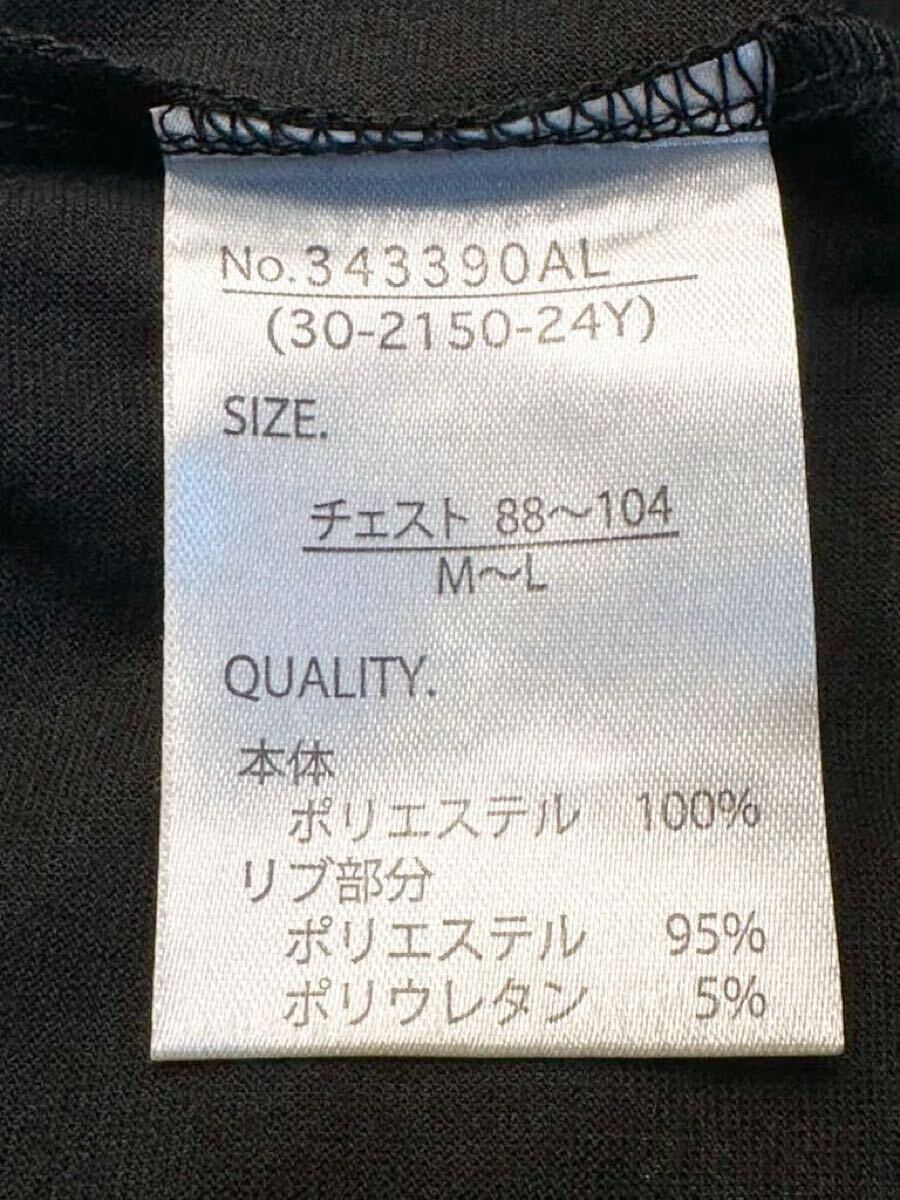 No.343390AL
(30-2150-24Y)
SIZE.
チェスト 88〜104
M〜L
QUALITY.
本体
ポリエステル 100%
リブ部分
ポリエステル 95%
ポリウレタン 5%